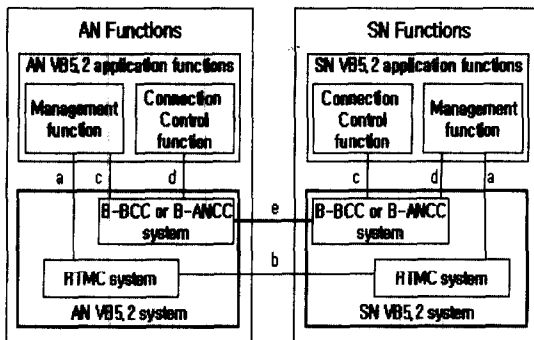 AN Functions
AN VB5,2 application functions
Management
function
Connection
Control
function
a
c
d
B-BCC or B-ANCC
system
RTMC system
AN VB5,2 system
e
b
SN Functions
SN VB5,2 application functions
Connection
Control
function
Management
function
c
d
a
B-BCC or B-ANCC
system
RTMC system
SN VB5,2 system